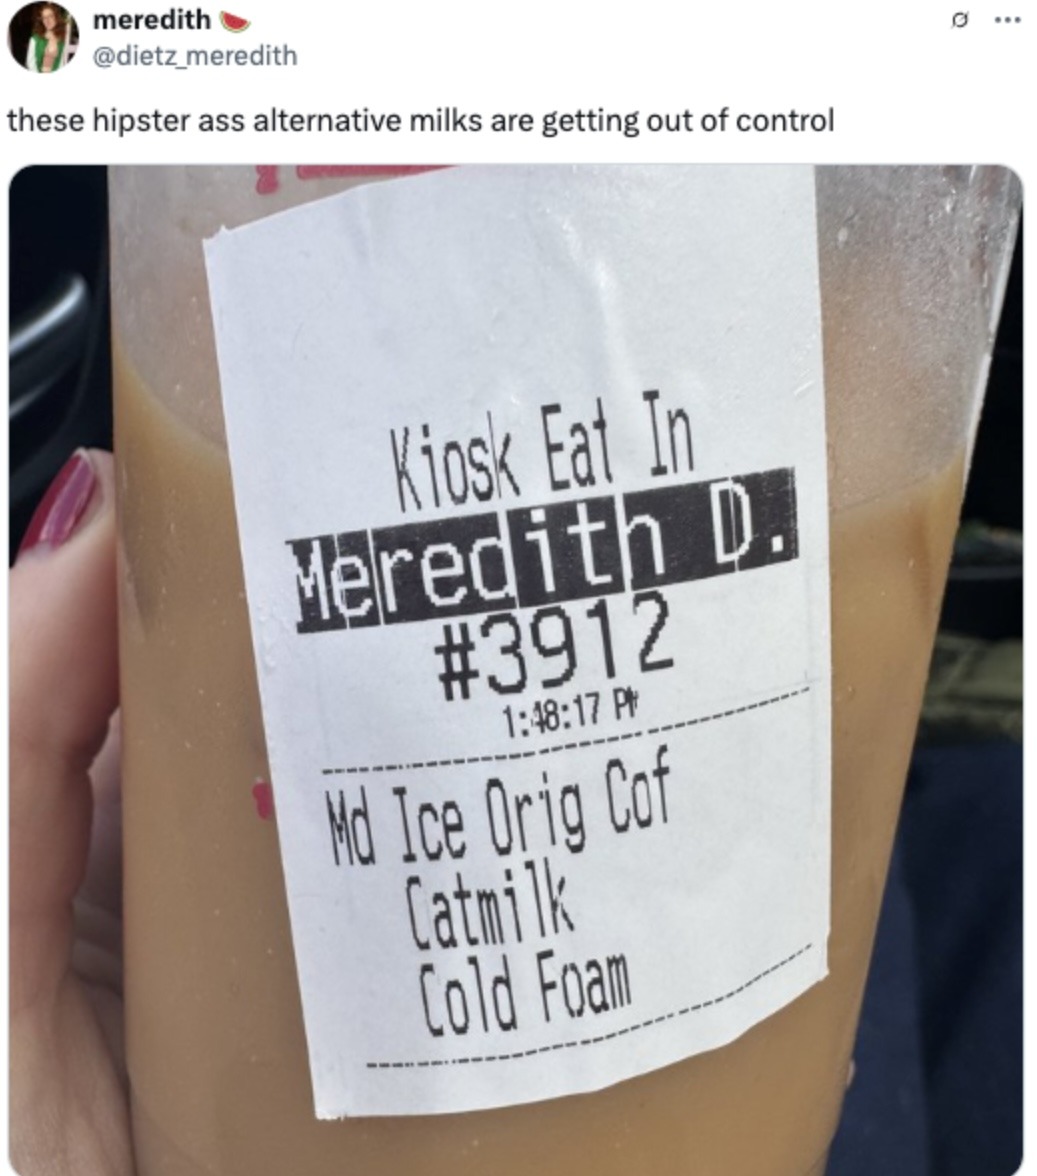 meredith 🍉
@dietz_meredith
these hipster ass alternative milks are getting out of control
Kiosk Eat In
Meredith D.
#3912
1:48:17 PM
Md Ice Orig Cof
Catmilk
Cold Foam